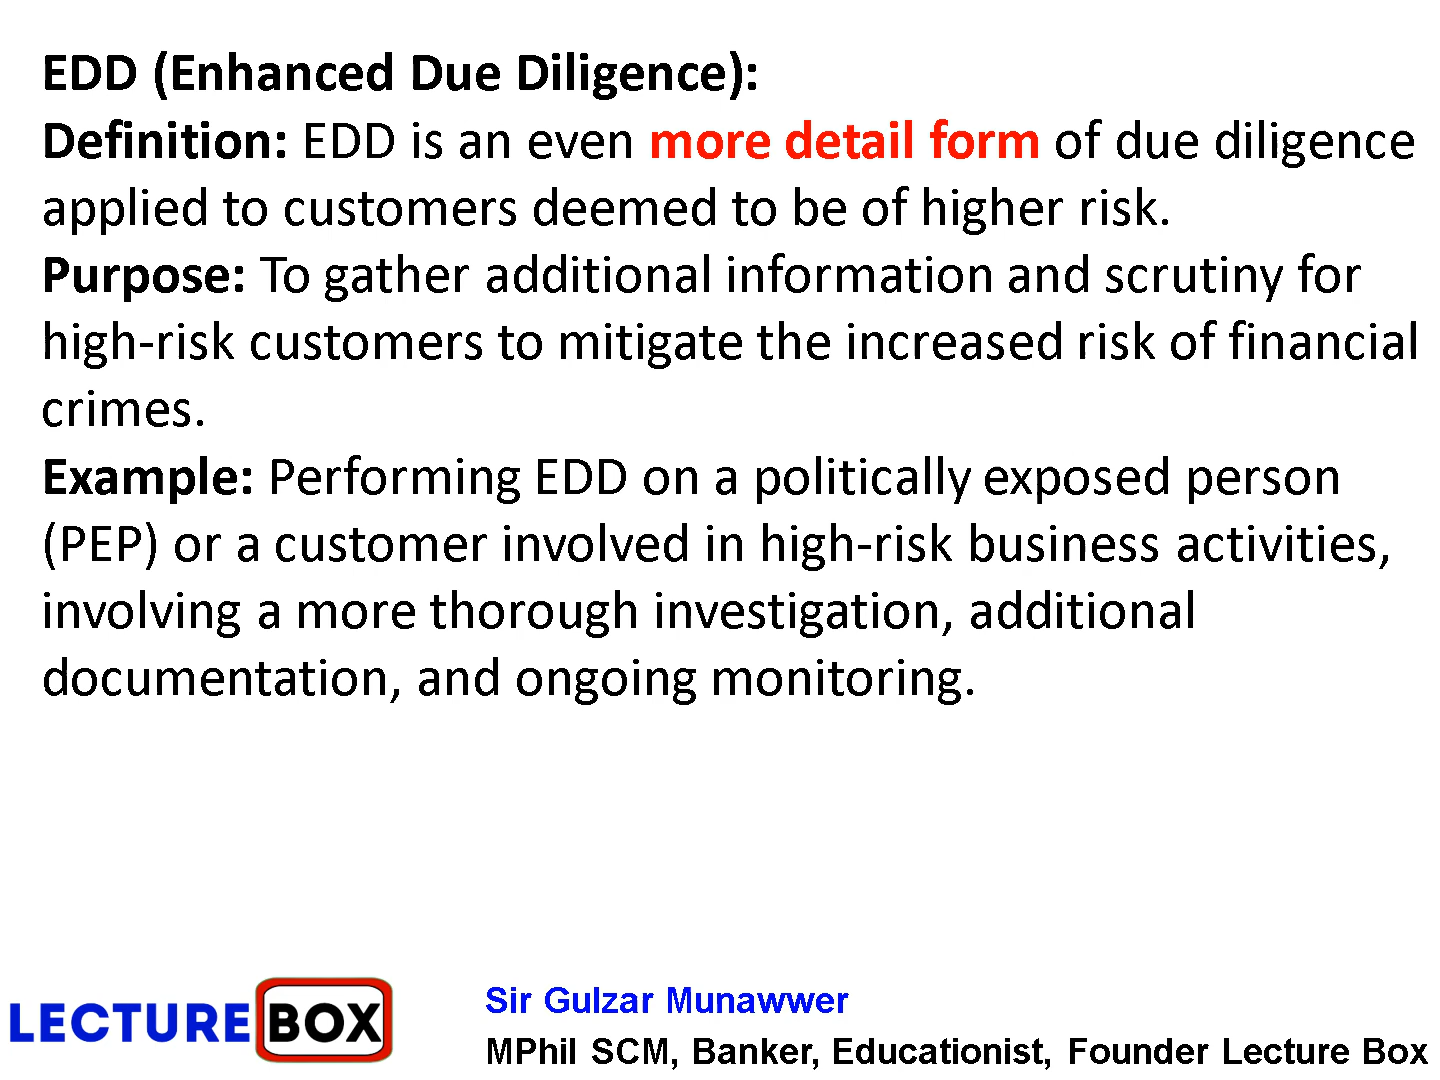 EDD (Enhanced Due Diligence):
Definition: EDD is an even more detail form of due diligence
applied to customers deemed to be of higher risk.
Purpose: To gather additional information and scrutiny for
high-risk customers to mitigate the increased risk of financial
crimes.
Example: Performing EDD on a politically exposed person
(PEP) or a customer involved in high-risk business activities,
involving a more thorough investigation, additional
documentation, and ongoing monitoring.
LECTURE BOX
Sir Gulzar Munawwer
MPhil SCM, Banker, Educationist, Founder Lecture Box